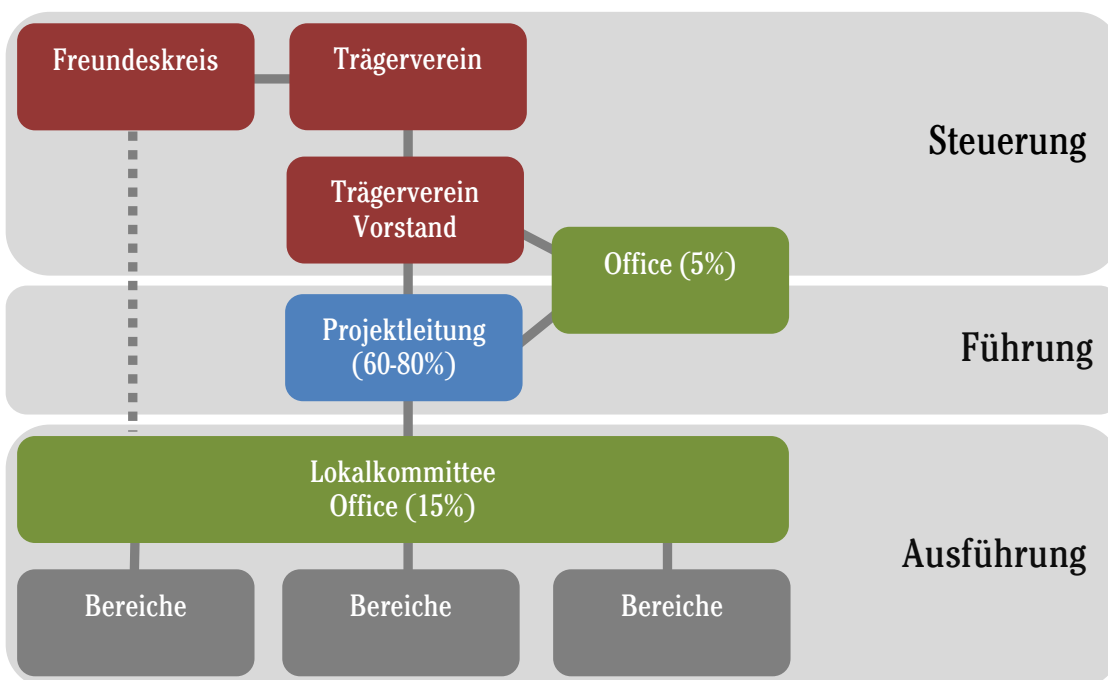 Freundeskreis
Trägerverein
Steuerung
Trägerverein
Vorstand
Office (5%)
Projektleitung
(60-80%)
Führung
Lokalkommittee
Office (15%)
Ausführung
Bereiche
Bereiche
Bereiche